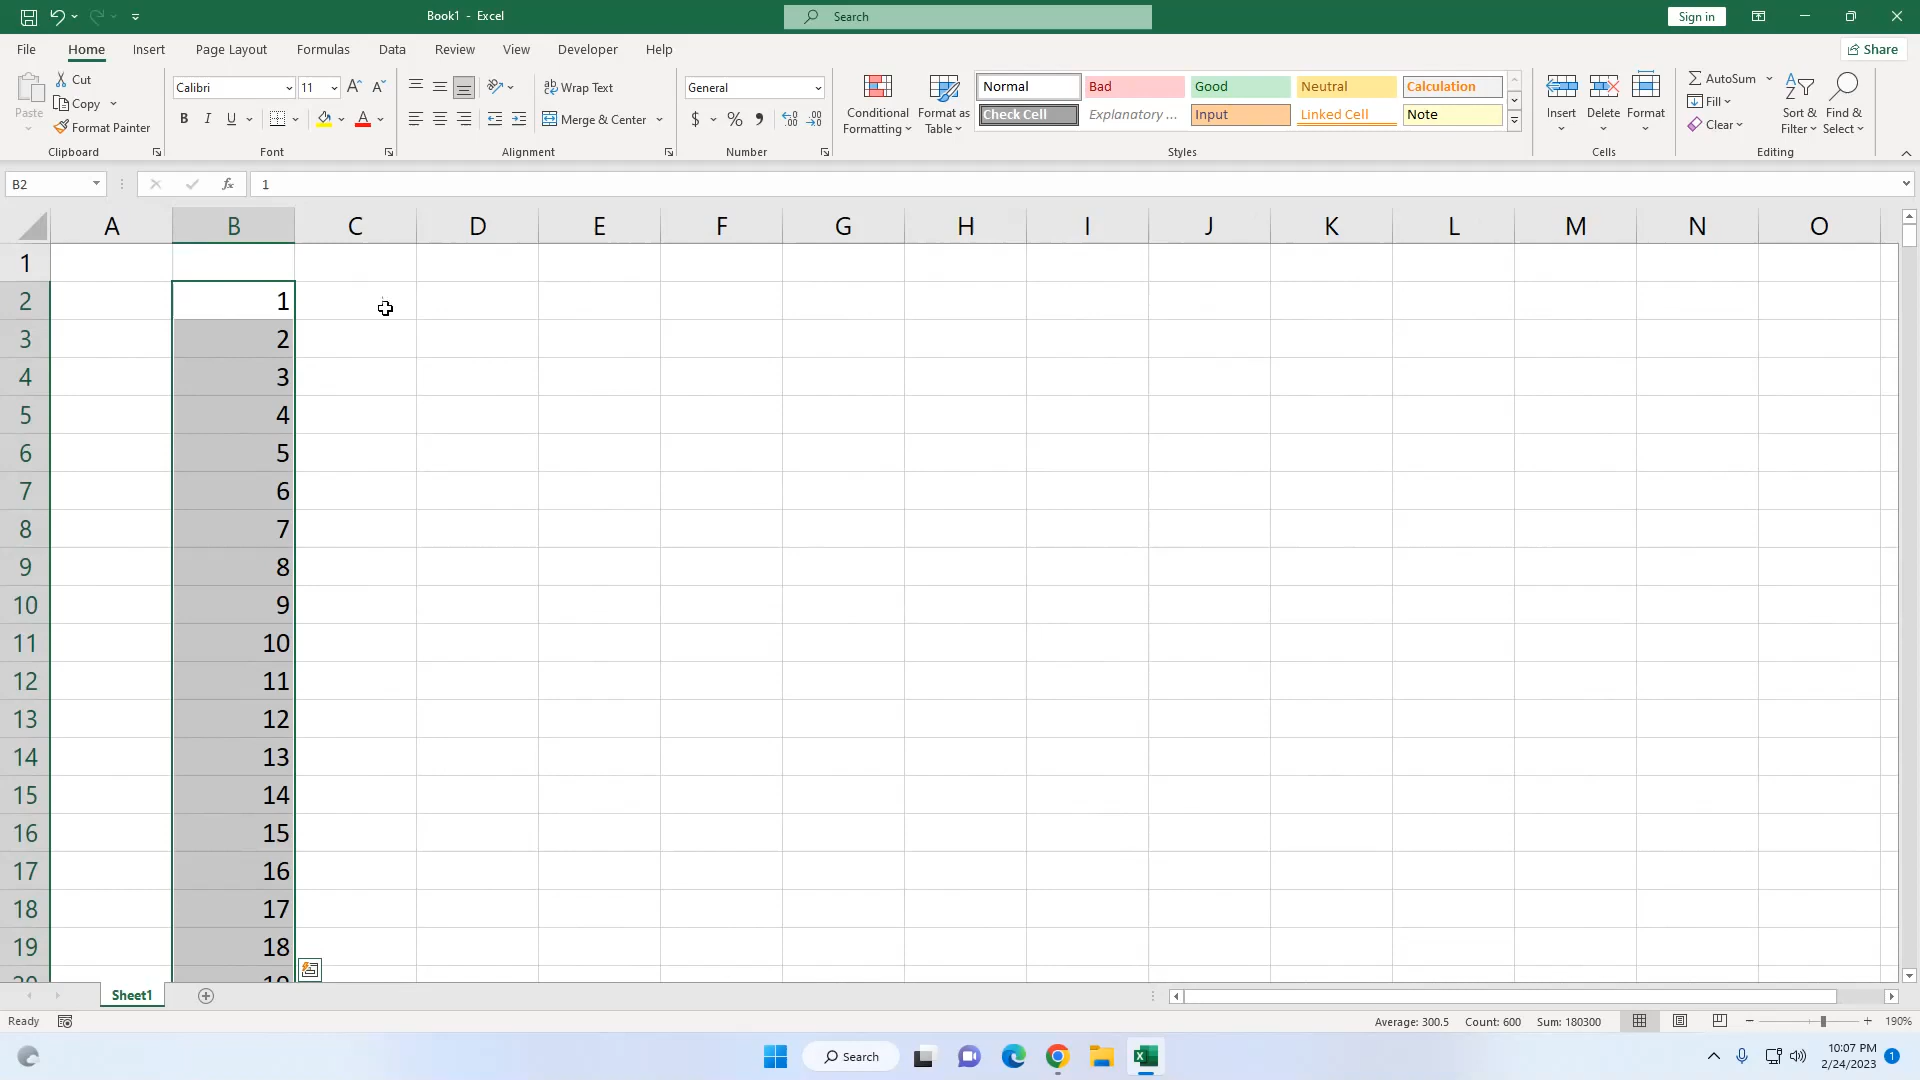 Book1 - Excel
Search
Sign in
File Home Insert Page Layout Formulas Data Review View Developer Help
Share
Paste
Cut
Copy
Format Painter
Clipboard
Calibri 11
B I U
Font
Wrap Text
Merge & Center
Alignment
General
$ % ,
Number
Conditional Formatting
Format as Table
Normal Bad Good Neutral Calculation
Check Cell Explanatory ... Input Linked Cell Note
Styles
Insert Delete Format
Cells
AutoSum
Fill
Clear
Sort & Filter
Find & Select
Editing
B2 fx 1
A B C D E F G H I J K L M N O
1
2 1
3 2
4 3
5 4
6 5
7 6
8 7
9 8
10 9
11 10
12 11
13 12
14 13
15 14
16 15
17 16
18 17
19 18
20 19
Sheet1
Ready
Average: 300.5 Count: 600 Sum: 180300
190%
Search
10:07 PM
2/24/2023
1